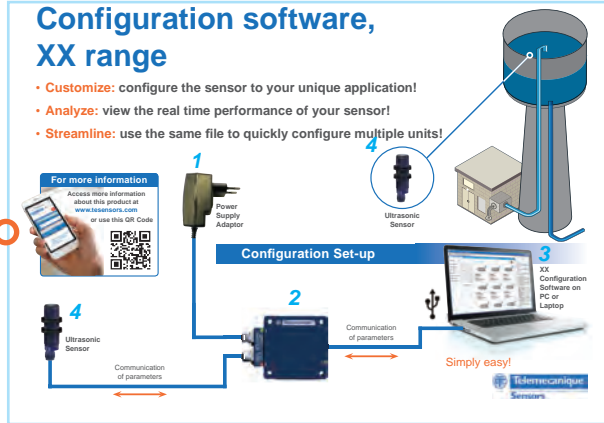 Configuration software,
XX range
• Customize: configure the sensor to your unique application!
• Analyze: view the real time performance of your sensor!
• Streamline: use the same file to quickly configure multiple units!
For more information
Access more information
about this product at
www.tesensors.com
or use this QR Code
1
Power
Supply
Adaptor
4
Ultrasonic
Sensor
Configuration Set-up
3
XX
Configuration
Software on
PC or
Laptop
2
4
Ultrasonic
Sensor
Communication
of parameters
Communication
of parameters
Simply easy!
Telemecanique
Sensors